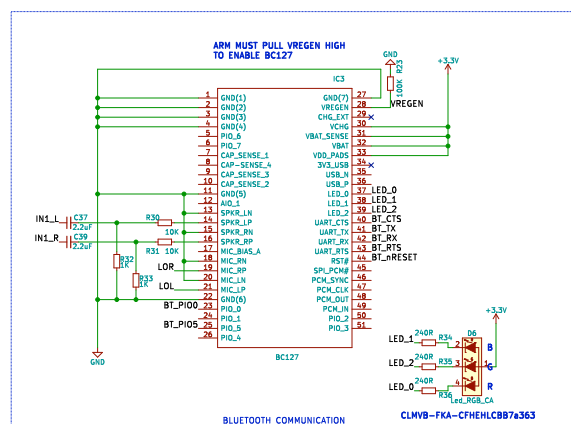 ARM MUST PULL VREGEN HIGH
TO ENABLE BC127
GND
R23
100K
VREGEN
+3.3V
IC3
1 GND(1)
2 GND(2)
3 GND(3)
4 GND(4)
5 PIO_6
6 PIO_7
7 CAP_SENSE_1
8 CAP-SENSE_4
9 CAP_SENSE_3
10 CAP_SENSE_2
11 GND(5)
12 AIO_1
13 SPKR_LN
14 SPKR_LP
15 SPKR_RN
16 SPKR_RP
17 MIC_BIAS_A
18 MIC_RN
19 MIC_RP
20 MIC_LN
21 MIC_LP
22 GND(6)
23 PIO_0
24 PIO_1
25 PIO_5
26 PIO_4
GND(7) 27
VREGEN 28
CHG_EXT 29
VCHG 30
VBAT_SENSE 31
VBAT 32
VDD_PADS 33
3V3_USB 34
USB_N 35
USB_P 36
LED_0 37
LED_1 38
LED_2 39
UART_CTS 40
UART_TX 41
UART_RX 42
UART_RTS 43
RST# 44
SPI_PCM# 45
PCM_SYNC 46
PCM_CLK 47
PCM_OUT 48
PCM_IN 49
PIO_2 50
PIO_3 51
BC127
LED_0
LED_1
LED_2
BT_CTS
BT_TX
BT_RX
BT_RTS
BT_nRESET
IN1_L
C37
2.2uF
IN1_R
C39
2.2uF
R30
10K
R31 10K
R32
1K
R33
1K
LOR
LOL
BT_PIO0
BT_PIO5
GND
+3.3V
LED_1
240R
R34
LED_2
240R
R35
LED_0
240R
R36
D6
2
3
4
1
B
G
R
Led_RGB_CA
CLMVB-FKA-CFHEHLCBB7a363
BLUETOOTH COMMUNICATION